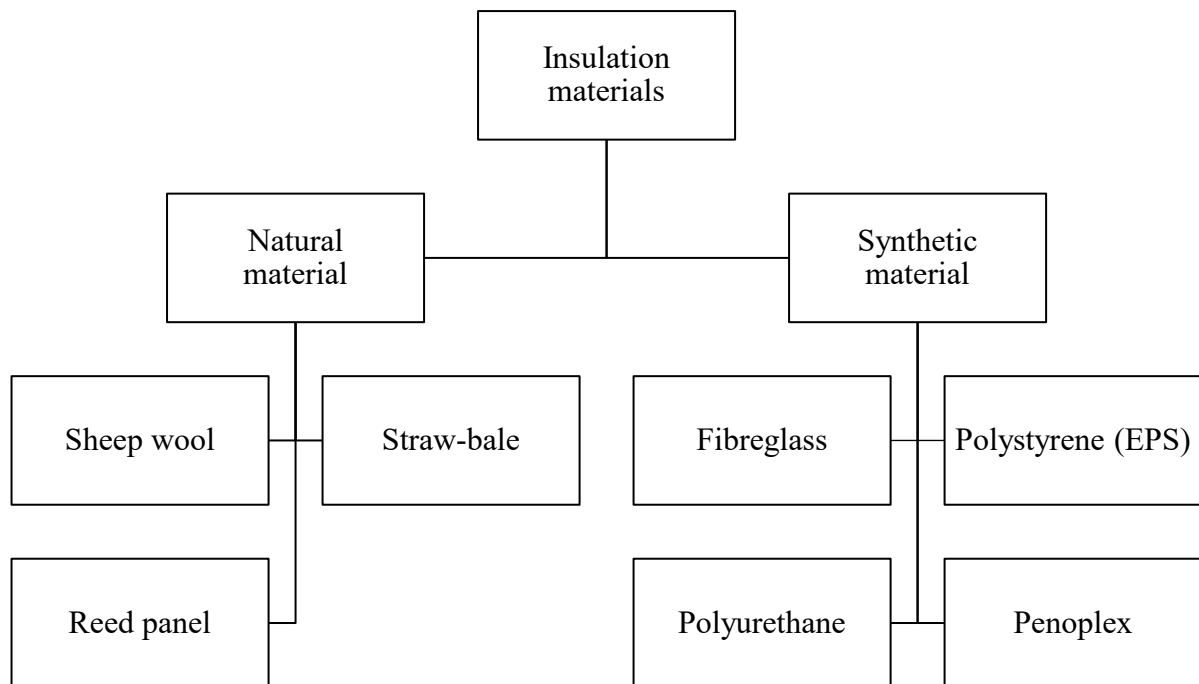 Insulation
materials
Natural
material
Synthetic
material
Sheep wool
Straw-bale
Fibreglass
Polystyrene (EPS)
Reed panel
Polyurethane
Penoplex